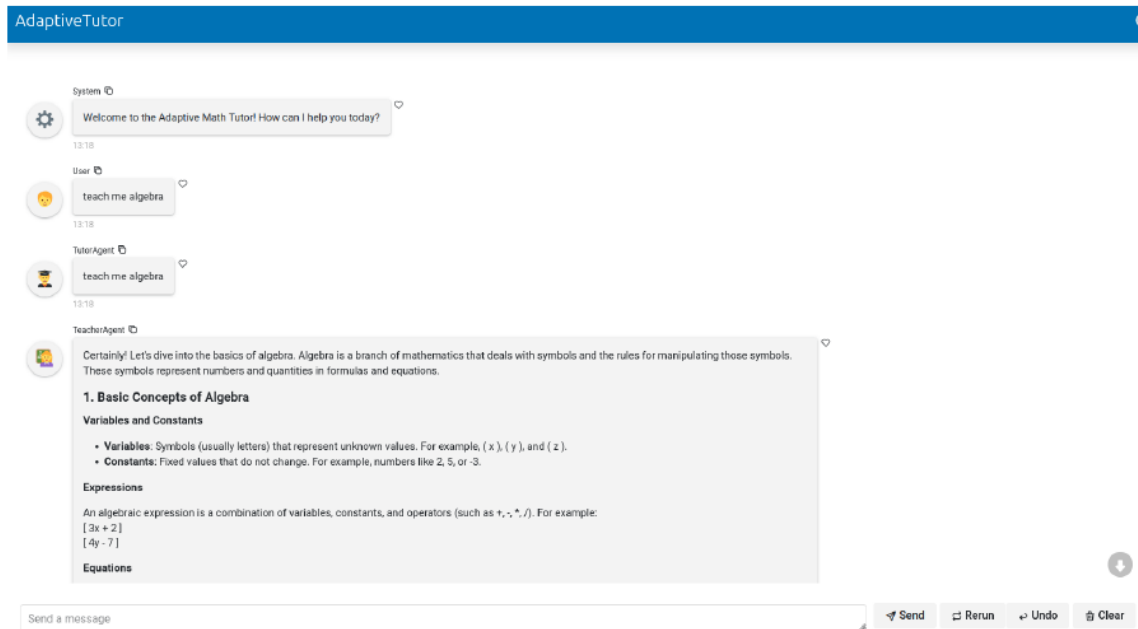 AdaptiveTutor
System
Welcome to the Adaptive Math Tutor! How can I help you today?
13:18
User
teach me algebra
13:18
TutorAgent
teach me algebra
13:18
TeacherAgent
Certainly! Let's dive into the basics of algebra. Algebra is a branch of mathematics that deals with symbols and the rules for manipulating those symbols.
These symbols represent numbers and quantities in formulas and equations.
1. Basic Concepts of Algebra
Variables and Constants
• Variables: Symbols (usually letters) that represent unknown values. For example, ( x ), ( y ), and ( z ).
• Constants: Fixed values that do not change. For example, numbers like 2, 5, or -3.
Expressions
An algebraic expression is a combination of variables, constants, and operators (such as +, -, *, /). For example:
[ 3x + 2 ]
[ 4y - 7 ]
Equations
Send a message
Send
Rerun
Undo
Clear